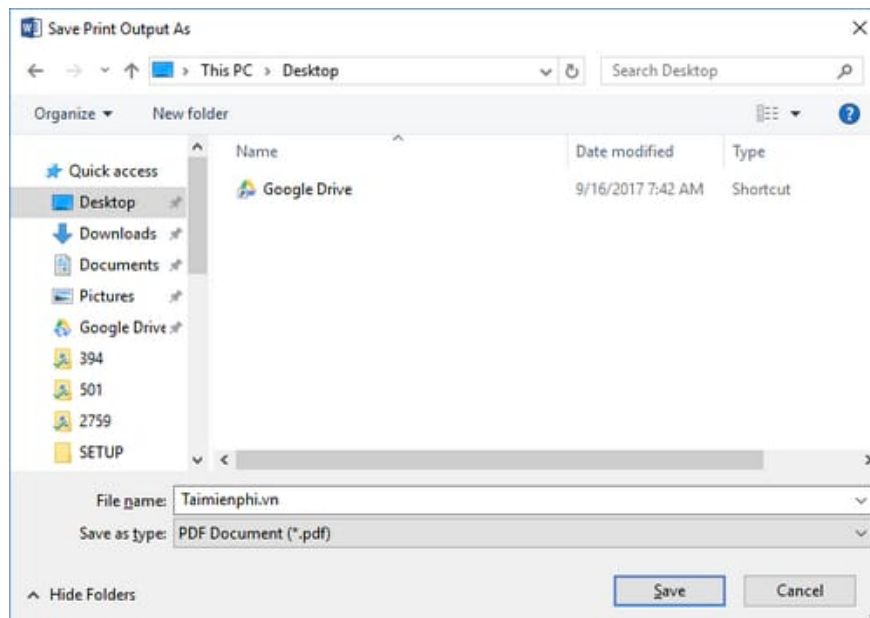 Save Print Output As
This PC > Desktop
Search Desktop
Organize
New folder
Name
Date modified
Type
Quick access
Desktop
Downloads
Documents
Pictures
Google Drive
394
501
2759
SETUP
Google Drive
9/16/2017 7:42 AM
Shortcut
File name: Taimienphi.vn
Save as type: PDF Document (*.pdf)
Hide Folders
Save
Cancel